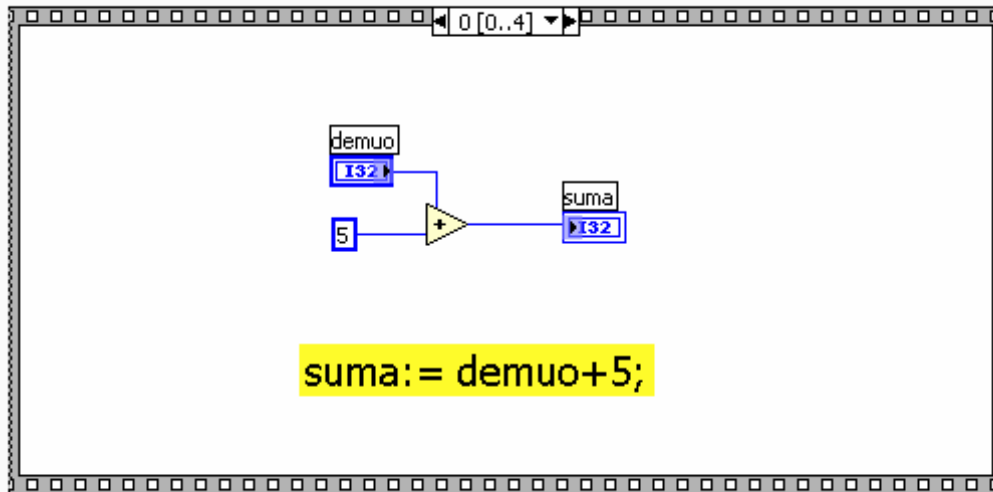 0 [0..4]
demuo
I32
suma
I32
+
5
suma:= demuo+5;